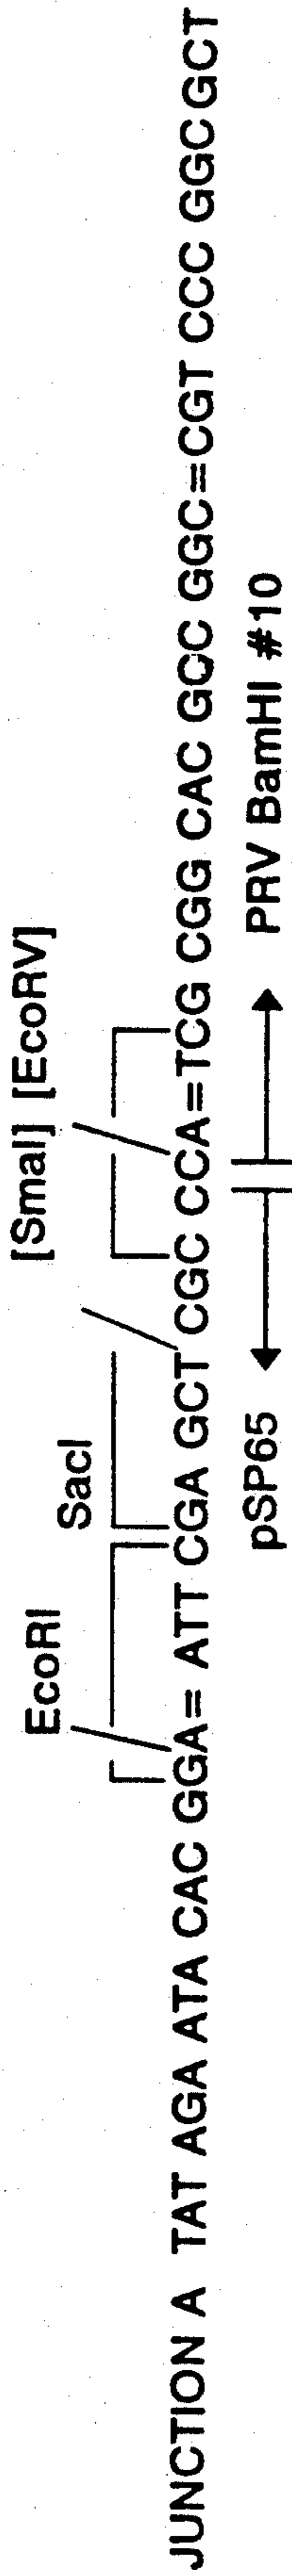 [SmaI] [EcoRV]
EcoRI SacI
JUNCTION A TAT AGA ATA CAC GGA= ATT CGA GCT CGC CCA=TCG CGG CAC GCC GGC=CGT CCC GGC GCT
pSP65 PRV BamHI #10